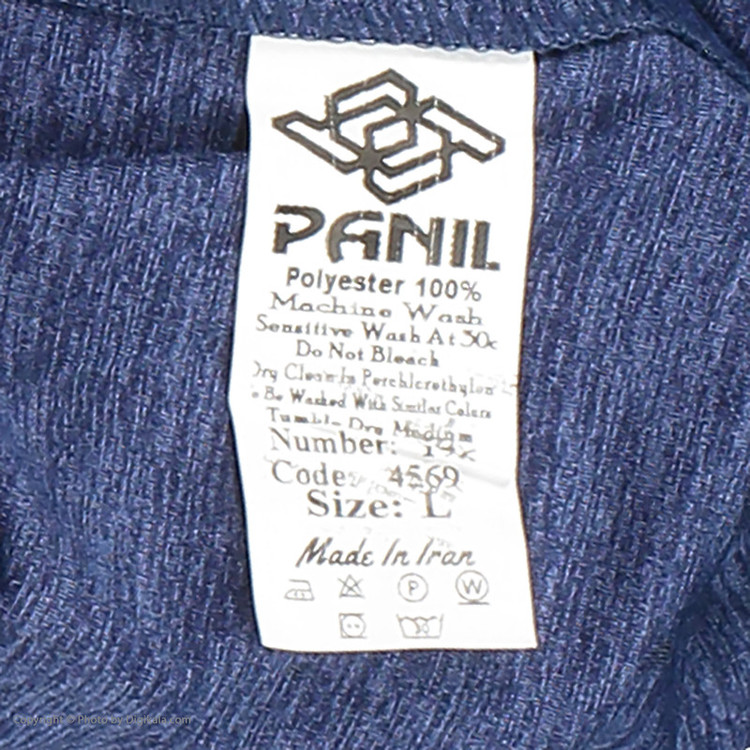 PANIL
Polyester 100%
Machine Wash
Sensitive Wash At 30c
Do Not Bleach
Dry Clean In Perchlorethylen
Be Washed With Similar Colors
Tumble Dry Medium
Number:
Code: 4569
Size: L
Made In Iran
P W
Copyright © Photo By DigiKala.com